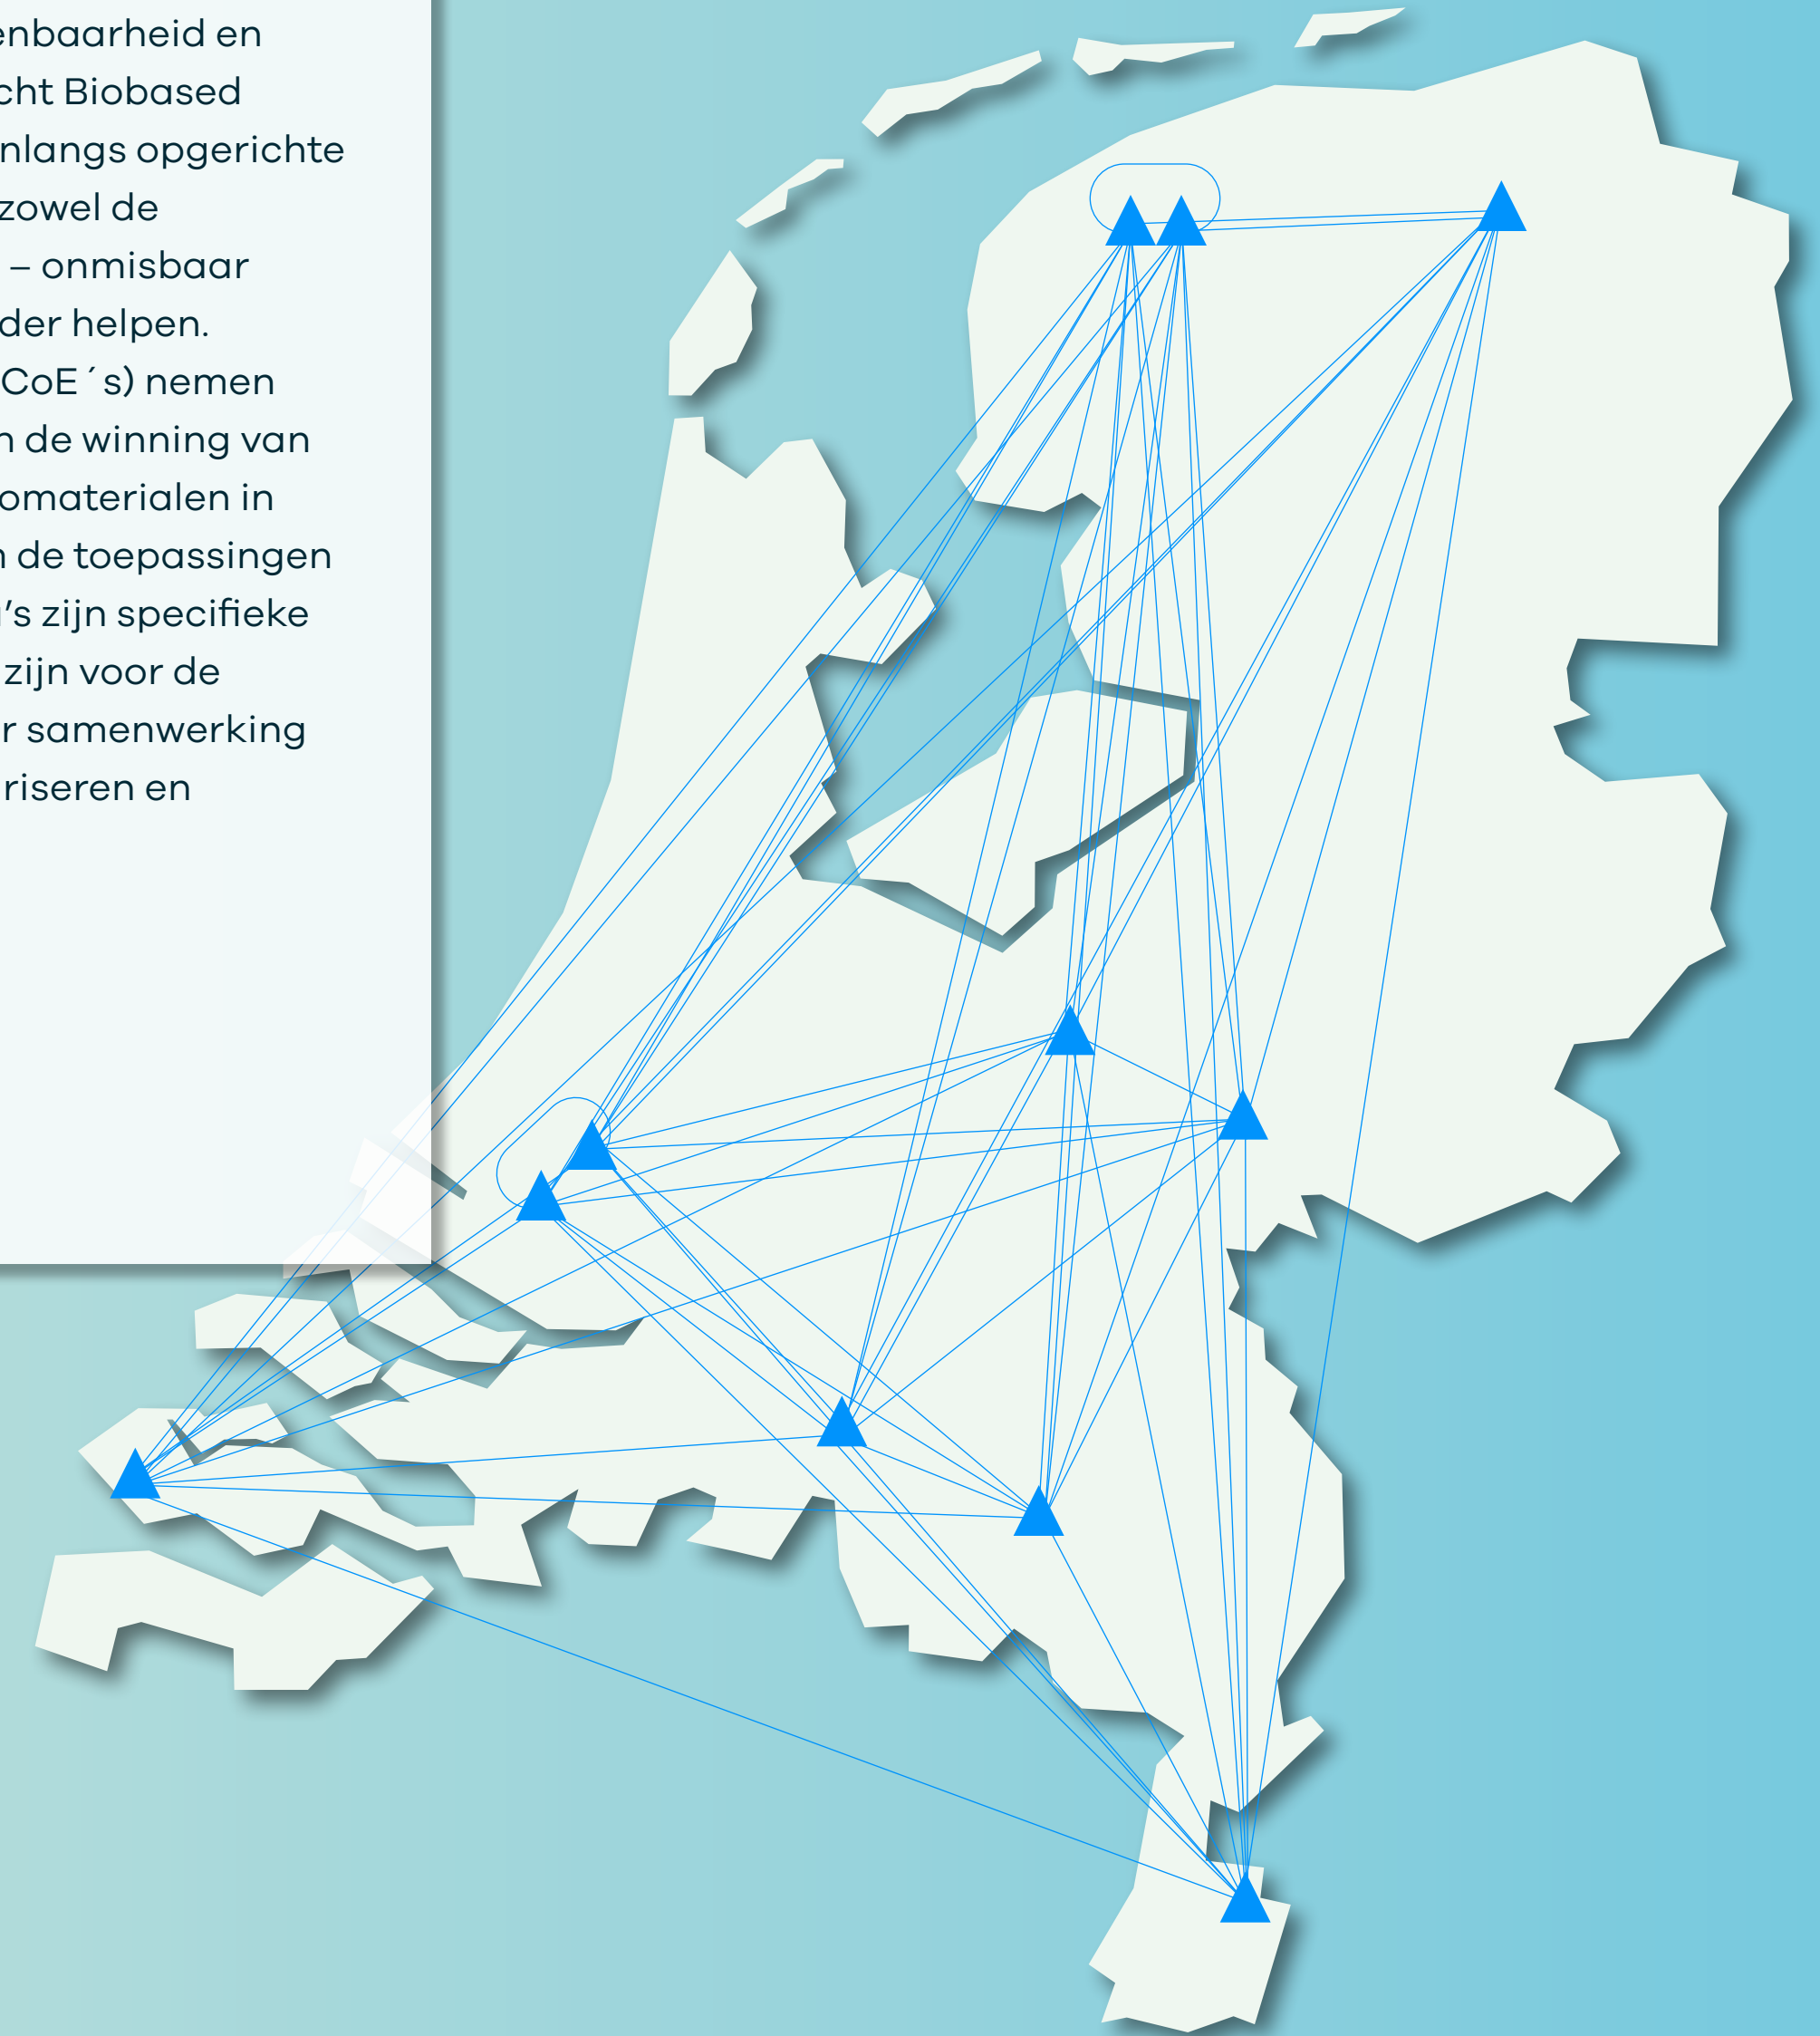 enbaarheid en
cht Biobased
nlangs opgerichte
zowel de
– onmisbaar
der helpen.
CoE´s) nemen
n de winning van
omaterialen in
n de toepassingen
a's zijn specifieke
zijn voor de
r samenwerking
riseren en